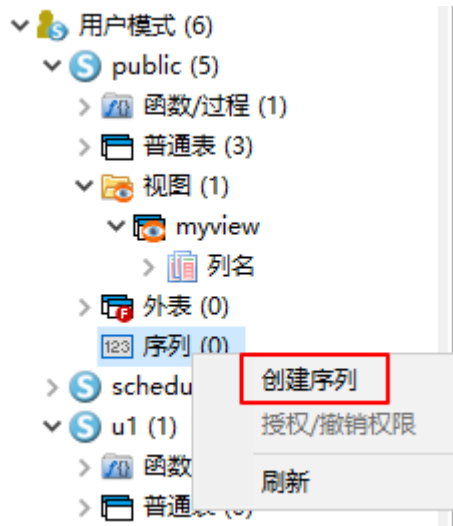 用户模式 (6)
public (5)
函数/过程 (1)
普通表 (3)
视图 (1)
myview
列名
外表 (0)
123 序列 (0)
创建序列
schedu
授权/撤销权限
u1 (1)
函数
刷新
普通